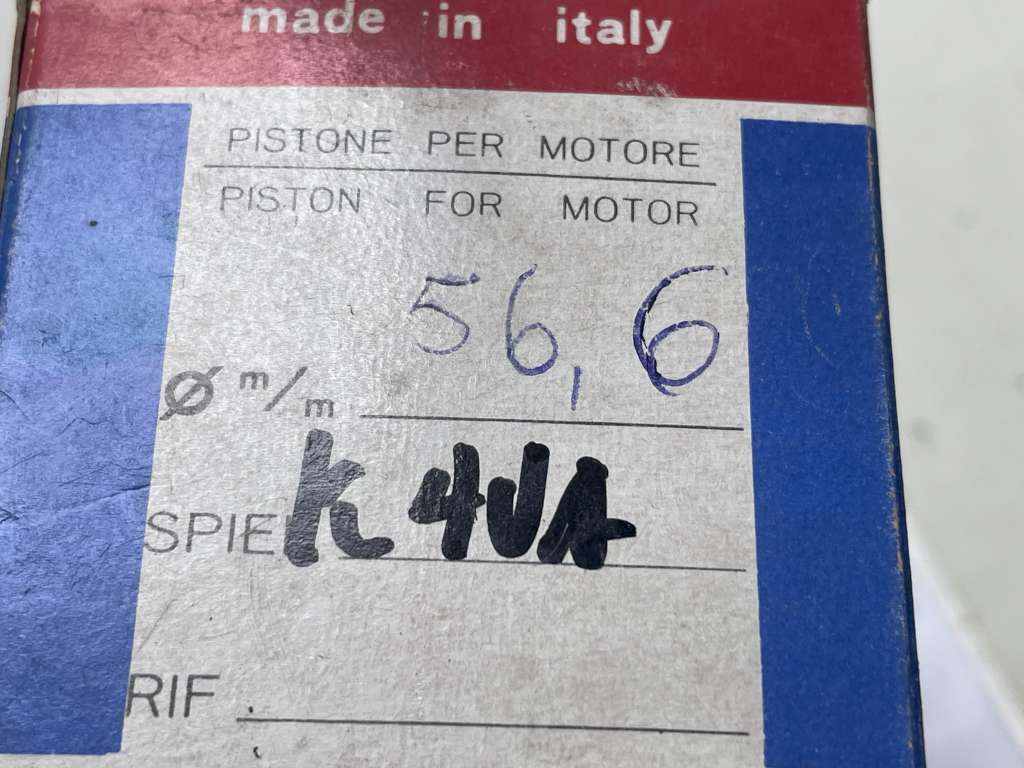 made in italy
PISTONE PER MOTORE
PISTON FOR MOTOR
56,6
Ø m/m
SPIE
RIF